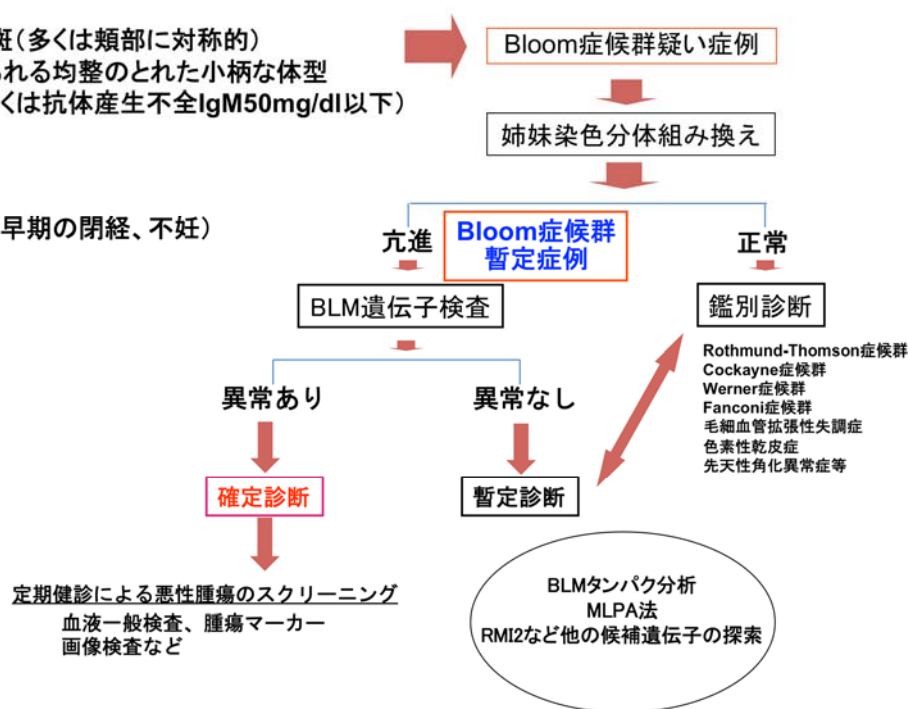 斑（多くは頬部に対称的）
られる均整のとれた小柄な体型
くは抗体産生不全IgM50mg/dl以下）
早期の閉経、不妊）
Bloom症候群疑い症例
姉妹染色分体組み換え
亢進
Bloom症候群
暫定症例
正常
BLM遺伝子検査
鑑別診断
Rothmund-Thomson症候群
Cockayne症候群
Werner症候群
Fanconi症候群
毛細血管拡張性失調症
色素性乾皮症
先天性角化異常症等
異常あり
異常なし
確定診断
暫定診断
定期健診による悪性腫瘍のスクリーニング
血液一般検査、腫瘍マーカー
画像検査など
BLMタンパク分析
MLPA法
RMI2など他の候補遺伝子の探索